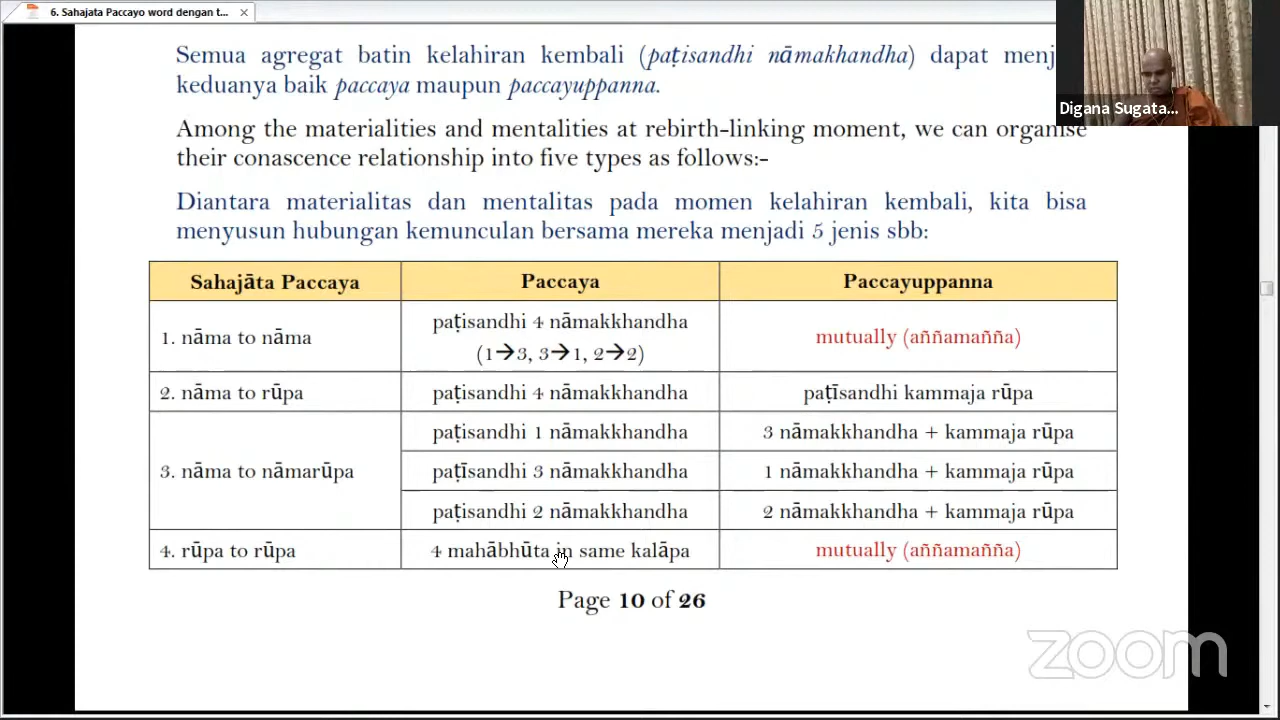 6. Sahajata Paccayo word dengan t...
Semua agregat batin kelahiran kembali (paṭisandhi nāmakhandha) dapat menj
keduanya baik paccaya maupun paccayuppanna.
Digana Sugata...
Among the materialities and mentalities at rebirth-linking moment, we can organise
their conascence relationship into five types as follows:-
Diantara materialitas dan mentalitas pada momen kelahiran kembali, kita bisa
menyusun hubungan kemunculan bersama mereka menjadi 5 jenis sbb:
Sahajāta Paccaya Paccaya Paccayuppanna
1. nāma to nāma paṭisandhi 4 nāmakkhandha mutually (aññamañña)
(1→3, 3→1, 2→2)
2. nāma to rūpa paṭisandhi 4 nāmakkhandha paṭīsandhi kammaja rūpa
paṭisandhi 1 nāmakkhandha 3 nāmakkhandha + kammaja rūpa
3. nāma to nāmarūpa paṭīsandhi 3 nāmakkhandha 1 nāmakkhandha + kammaja rūpa
paṭisandhi 2 nāmakkhandha 2 nāmakkhandha + kammaja rūpa
4. rūpa to rūpa 4 mahābhūta in same kalāpa mutually (aññamañña)
Page 10 of 26
zoom